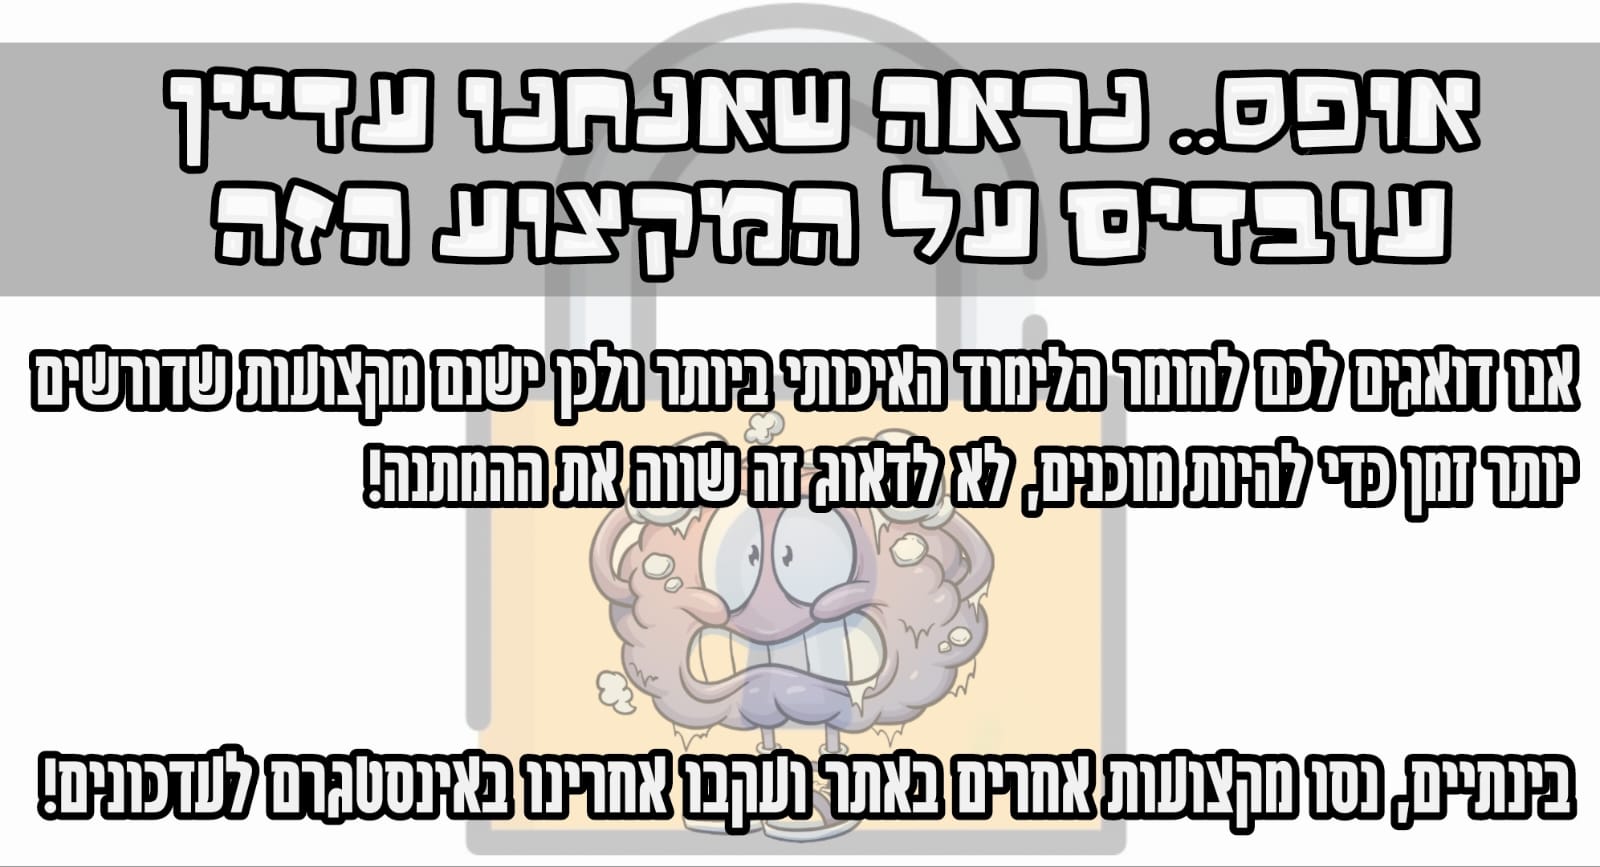 אופס.. נראה שאנחנו עדיין
עובדים על המקצוע הזה
אנו דואגים לכם לחומר הלימוד האיכותי ביותר ולכן ישנם מקצועות שדורשים
יותר זמן כדי להיות מוכנים, לא לדאוג זה שווה את ההמתנה!
בינתיים, נסו מקצועות אחרים באתר ועקבו אחרינו באינסטגרם לעדכונים!